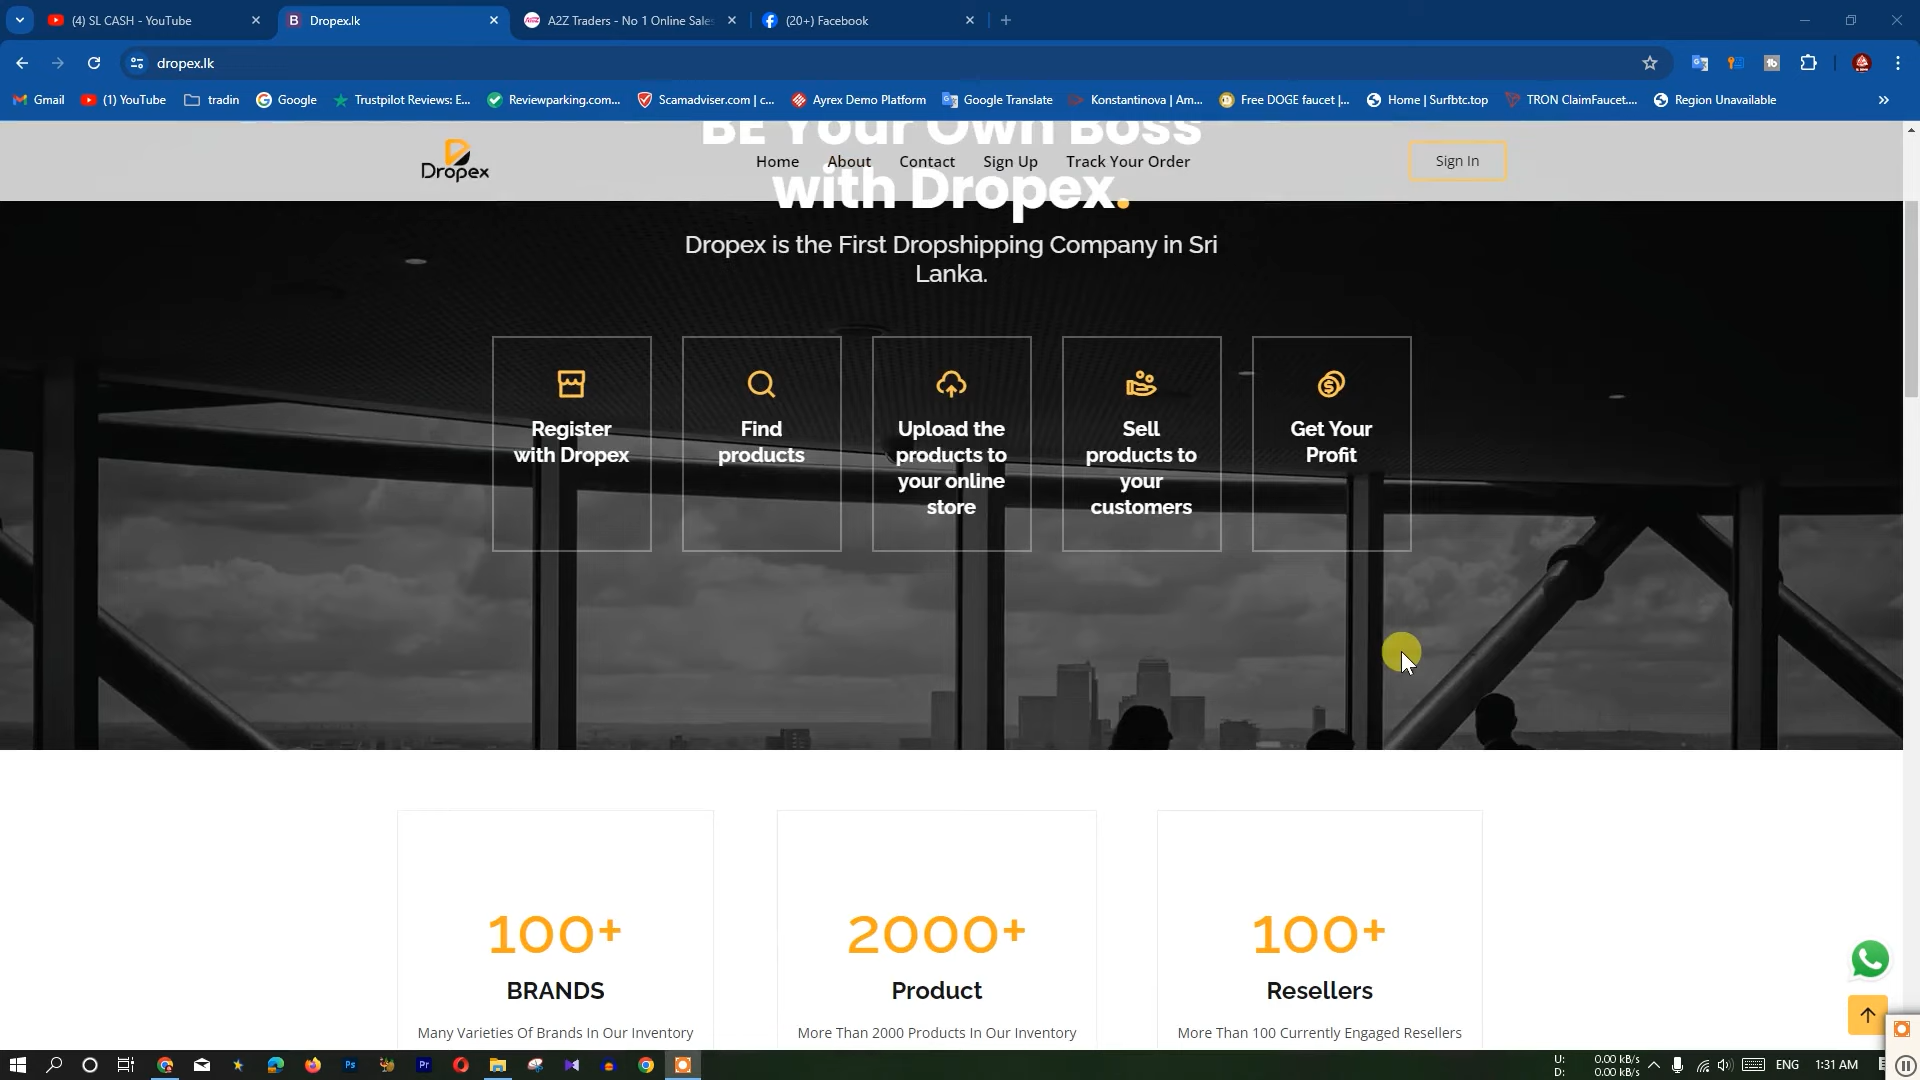 (4) SL CASH - YouTube
Dropex.lk
A2Z Traders - No 1 Online Sales
(20+) Facebook
dropex.lk
Gmail
(1) YouTube
tradin
Google
Trustpilot Reviews: E...
Reviewparking.com...
Scamadviser.com | c...
Ayrex Demo Platform
Google Translate
Konstantinova | Am...
Free DOGE faucet |...
Home | Surfbtc.top
TRON ClaimFaucet....
Region Unavailable
BE Your Own Boss
Dropex
Home
About
Contact
Sign Up
Track Your Order
Sign In
with Dropex.
Dropex is the First Dropshipping Company in Sri
Lanka.
Register
with Dropex
Find
products
Upload the
products to
your online
store
Sell
products to
your
customers
Get Your
Profit
100+
BRANDS
Many Varieties Of Brands In Our Inventory
2000+
Product
More Than 2000 Products In Our Inventory
100+
Resellers
More Than 100 Currently Engaged Resellers
U: 0.00 kB/s
D: 0.00 kB/s
ENG
1:31 AM